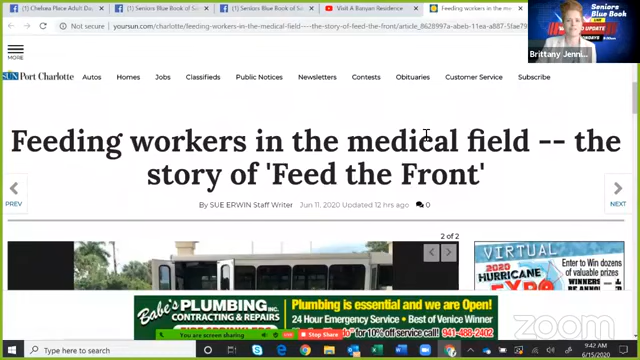 (1) Chelsea Place Adult Da
(1) Seniors Blue Book of Sa
(1) Seniors Blue Book of Sa
Visit A Banyan Residence
Feeding workers in the me
yoursun.com/charlotte/feeding-workers-in-the-medical-field----the-story-of-feed-the-front/article_8628997a-abeb-11ea-a887-5fae79
Seniors
Blue Book
LIVE
UPDATE
Brittany Jenni...
MORE
SUN Port Charlotte
Autos
Homes
Jobs
Classifieds
Public Notices
Newsletters
Contests
Obituaries
Customer Service
Subscribe
Feeding workers in the medical field -- the
story of 'Feed the Front'
PREV
NEXT
By SUE ERWIN Staff Writer
Jun 11, 2020 Updated 12 hrs ago
0
2 of 2
VIRTUAL
2020
HURRICANE
EXPO
Enter to Win dozens
of valuable prizes
WINNERS
Babe's PLUMBING INC.
CONTRACTING & REPAIRS
Plumbing is essential and we are Open!
24 Hour Emergency Service • Best of Venice Winner
for 10% off service call! 941-488-2402
You are screen sharing
Stop Share
zoom
Type here to search
9:42 AM
6/15/2020